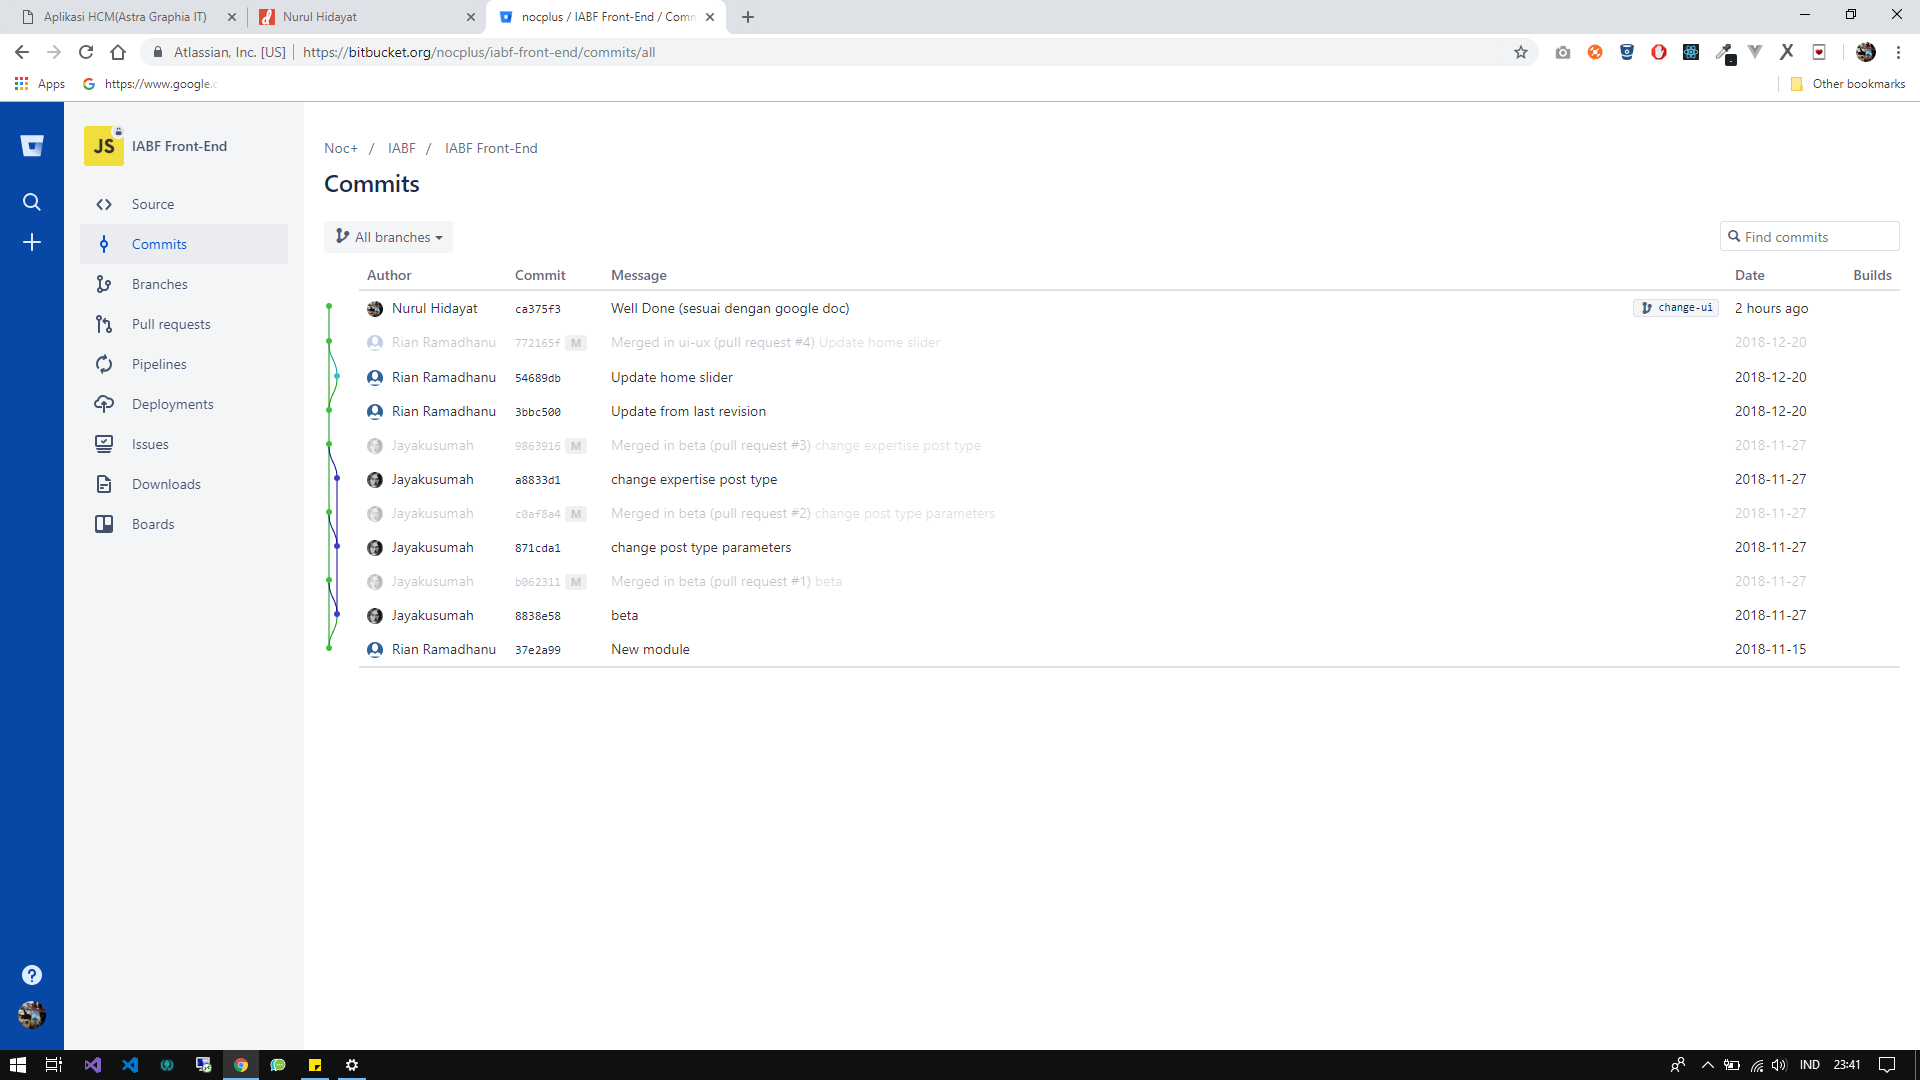 Aplikasi HCM(Astra Graphia IT)
Nurul Hidayat
nocplus / IABF Front-End / Comm
Atlassian, Inc. [US]
https://bitbucket.org/nocplus/iabf-front-end/commits/all
Apps
https://www.google.c
Other bookmarks
JS
IABF Front-End
Source
Commits
Branches
Pull requests
Pipelines
Deployments
Issues
Downloads
Boards
Noc+ / IABF / IABF Front-End
Commits
All branches
Find commits
Author Commit Message Date Builds
Nurul Hidayat ca375f3 Well Done (sesuai dengan google doc) change-ui 2 hours ago
Rian Ramadhanu 772165f M Merged in ui-ux (pull request #4) Update home slider 2018-12-20
Rian Ramadhanu 54689db Update home slider 2018-12-20
Rian Ramadhanu 3bbc500 Update from last revision 2018-12-20
Jayakusumah 9863916 M Merged in beta (pull request #3) change expertise post type 2018-11-27
Jayakusumah a8833d1 change expertise post type 2018-11-27
Jayakusumah c0af8a4 M Merged in beta (pull request #2) change post type parameters 2018-11-27
Jayakusumah 871cda1 change post type parameters 2018-11-27
Jayakusumah b062311 M Merged in beta (pull request #1) beta 2018-11-27
Jayakusumah 8838e58 beta 2018-11-27
Rian Ramadhanu 37e2a99 New module 2018-11-15
IND 23:41